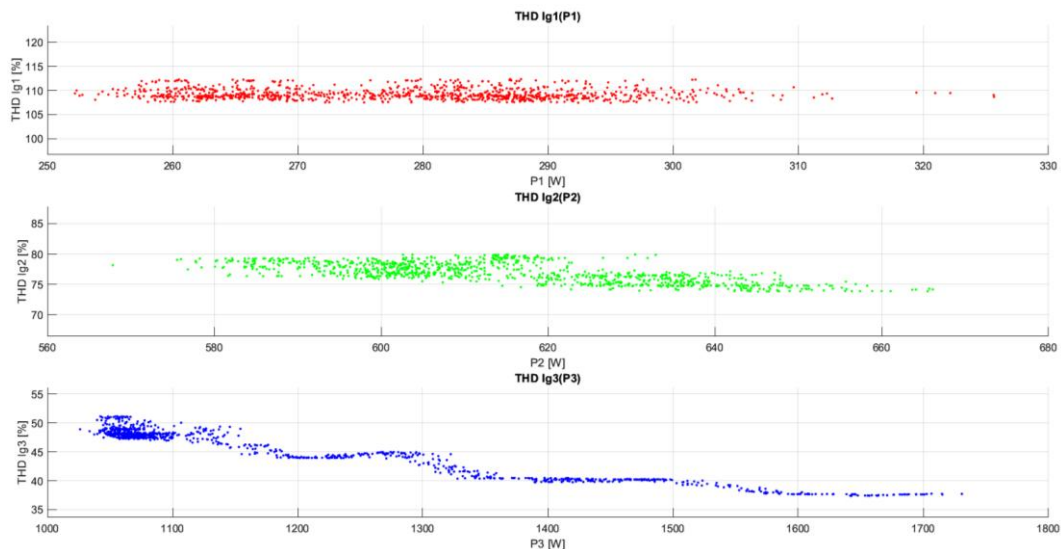 THD Ig1(P1)
THD Ig1 [%]
120
115
110
105
100
250 260 270 280 290 300 310 320 330
P1 [W]
THD Ig2(P2)
THD Ig2 [%]
85
80
75
70
560 580 600 620 640 660 680
P2 [W]
THD Ig3(P3)
THD Ig3 [%]
55
50
45
40
35
1000 1100 1200 1300 1400 1500 1600 1700 1800
P3 [W]